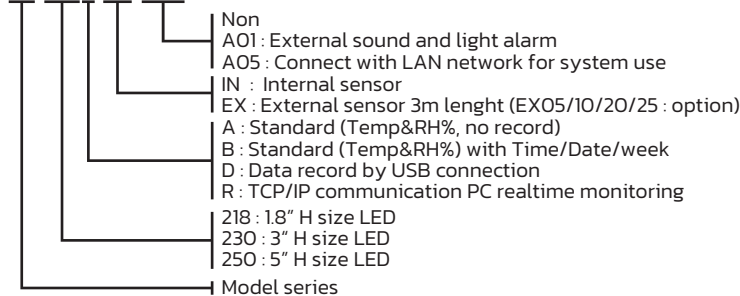 Non
A01 : External sound and light alarm
A05 : Connect with LAN network for system use
IN : Internal sensor
EX : External sensor 3m lenght (EX05/10/20/25 : option)
A : Standard (Temp&RH%, no record)
B : Standard (Temp&RH%) with Time/Date/week
D : Data record by USB connection
R : TCP/IP communication PC realtime monitoring
218 : 1.8” H size LED
230 : 3” H size LED
250 : 5” H size LED
Model series